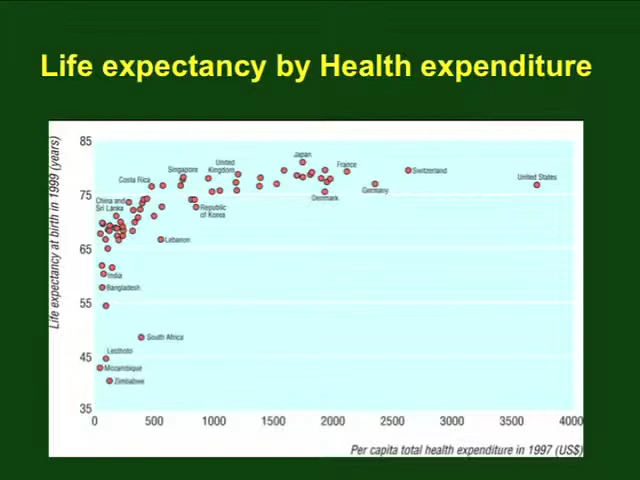 Life expectancy by Health expenditure
Life expectancy at birth in 1999 (years)
85
75
65
55
45
35
Japan
France
Switzerland
United States
United
Kingdom
Singapore
Costa Rica
Germany
Denmark
China and
Sri Lanka
Republic
of Korea
Lebanon
India
Bangladesh
South Africa
Lesotho
Mozambique
Zimbabwe
0 500 1000 1500 2000 2500 3000 3500 4000
Per capita total health expenditure in 1997 (US$)